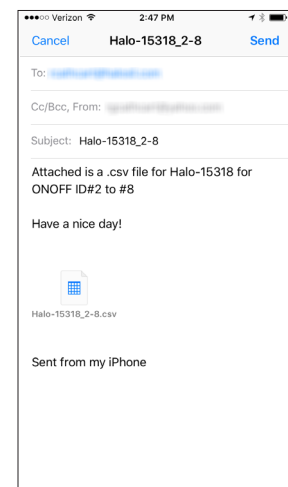 Verizon 2:47 PM
Cancel Halo-15318_2-8 Send
To:
Cc/Bcc, From:
Subject: Halo-15318_2-8
Attached is a .csv file for Halo-15318 for
ONOFF ID#2 to #8
Have a nice day!
Halo-15318_2-8.csv
Sent from my iPhone